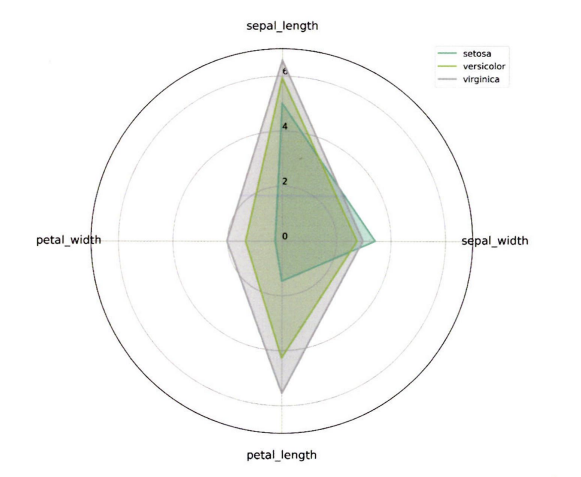 sepal_length
setosa
versicolor
virginica
6
4
2
0
petal_width
sepal_width
petal_length